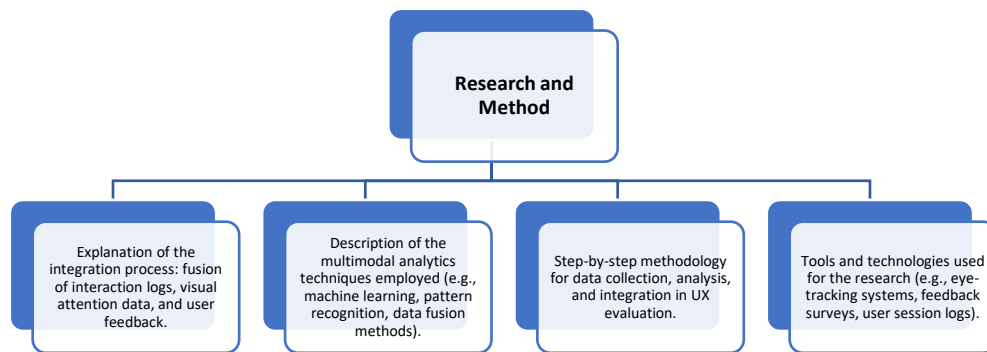 Research and
Method
Explanation of the
integration process: fusion
of interaction logs, visual
attention data, and user
feedback.
Description of the
multimodal analytics
techniques employed (e.g.,
machine learning, pattern
recognition, data fusion
methods).
Step-by-step methodology
for data collection, analysis,
and integration in UX
evaluation.
Tools and technologies used
for the research (e.g., eye-
tracking systems, feedback
surveys, user session logs).